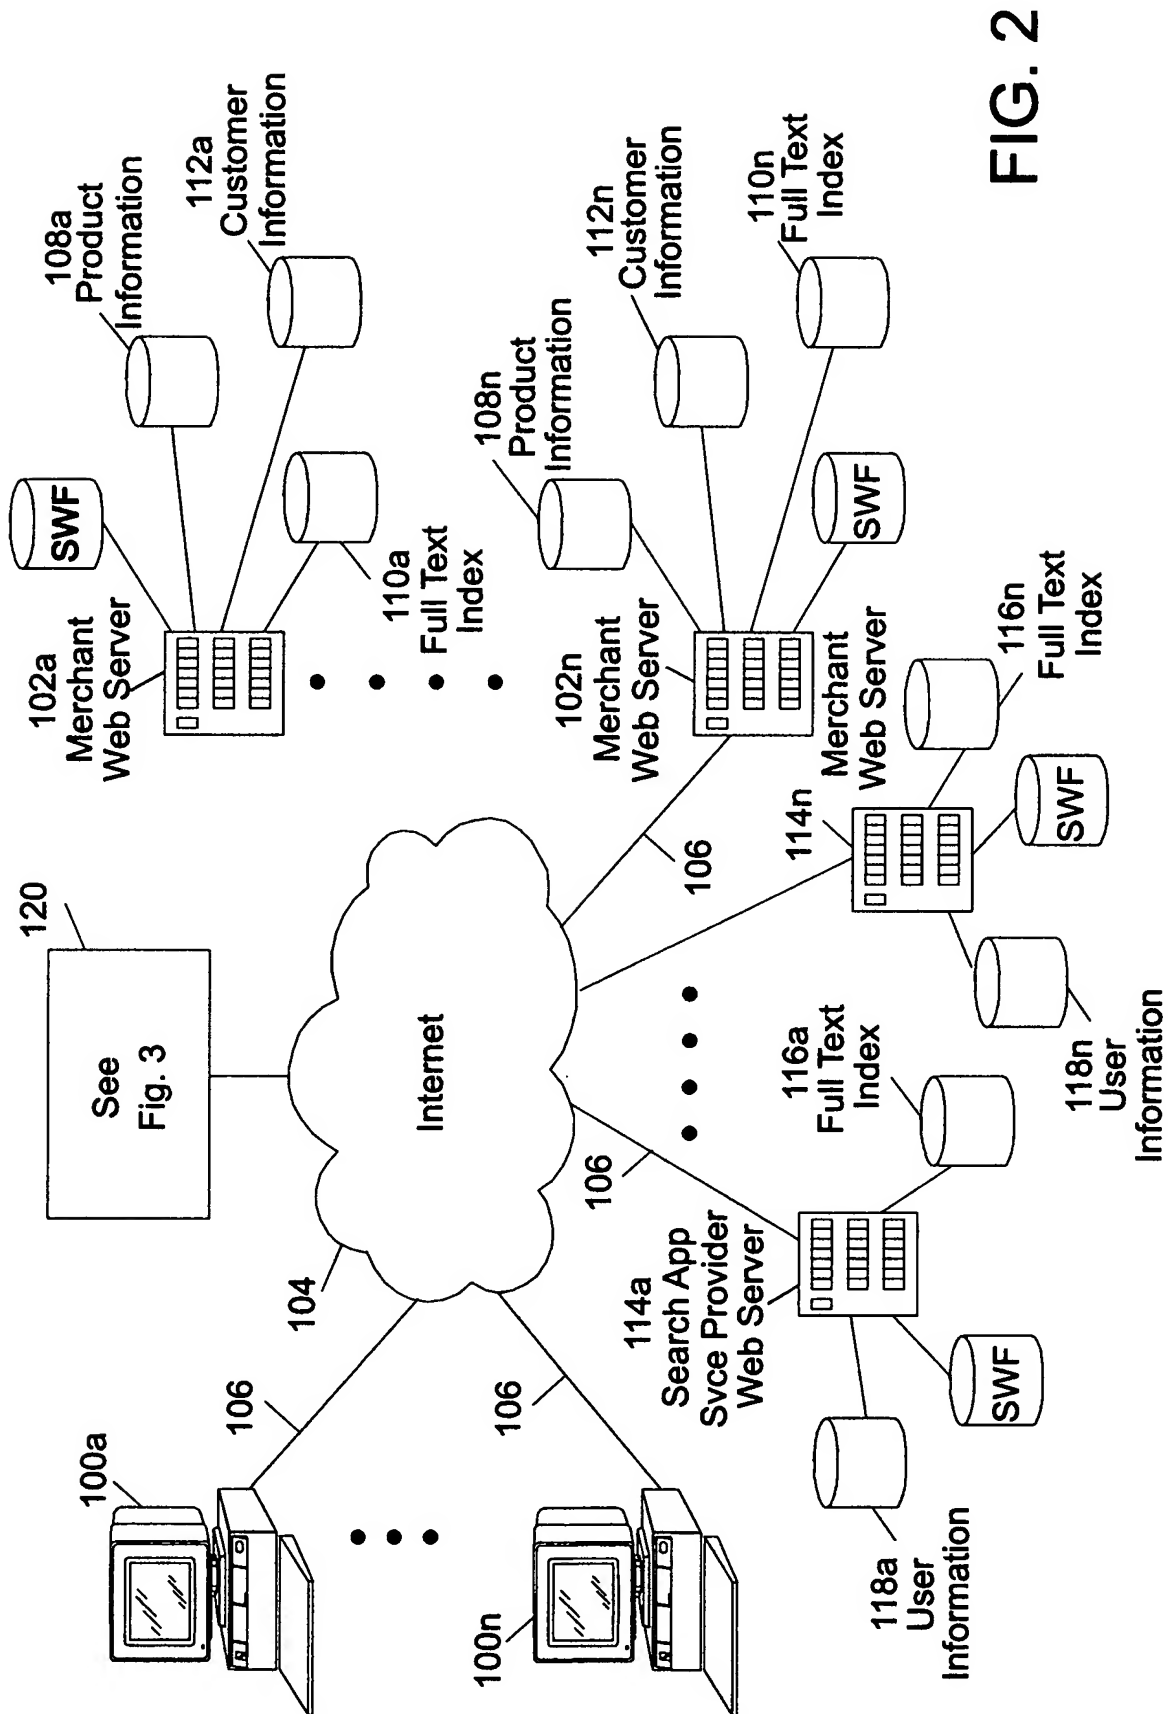 100a
106
100n
106
104
120
See
Fig. 3
Internet
102a
Merchant
Web Server
SWF
108a
Product
Information
112a
Customer
Information
110a
Full Text
Index
102n
Merchant
Web Server
106
108n
Product
Information
112n
Customer
Information
110n
Full Text
Index
SWF
106
114a
Search App
Svce Provider
Web Server
118a
User
Information
SWF
116a
Full Text
Index
114n
Merchant
Web Server
118n
User
Information
SWF
116n
Full Text
Index
FIG. 2